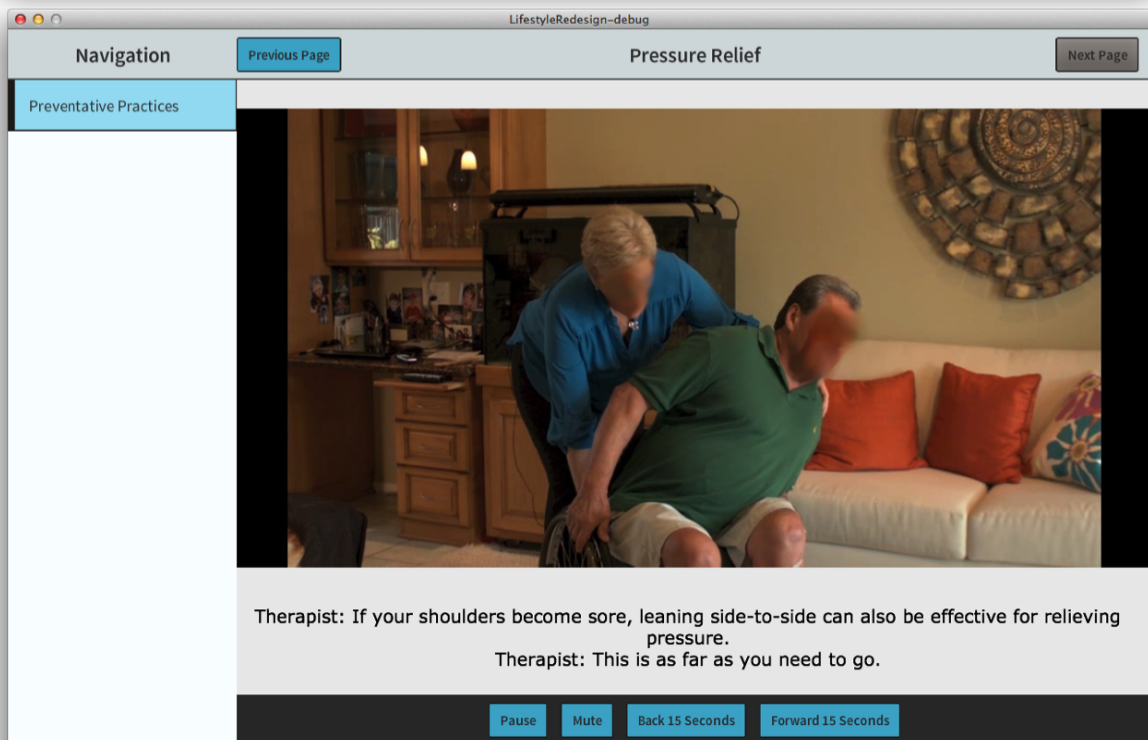 LifestyleRedesign-debug
Navigation
Previous Page
Pressure Relief
Next Page
Preventative Practices
Therapist: If your shoulders become sore, leaning side-to-side can also be effective for relieving
pressure.
Therapist: This is as far as you need to go.
Pause
Mute
Back 15 Seconds
Forward 15 Seconds